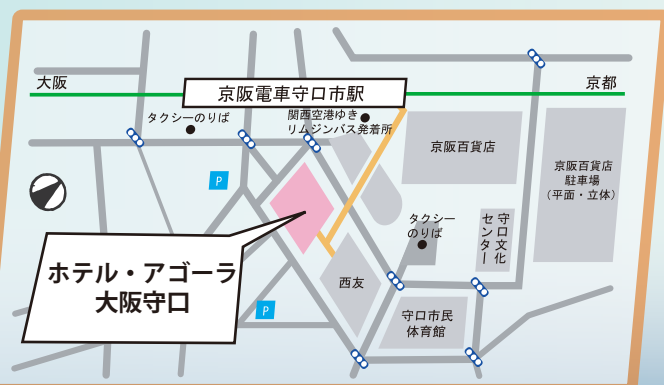 大阪
京阪電車守口市駅
京都
タクシーのりば
関西空港ゆき
リムジンバス発着所
京阪百貨店
京阪百貨店
駐車場
(平面・立体)
P
タクシー
のりば
守口文化
センター
ホテル・アゴーラ
大阪守口
西友
P
守口市民
体育館